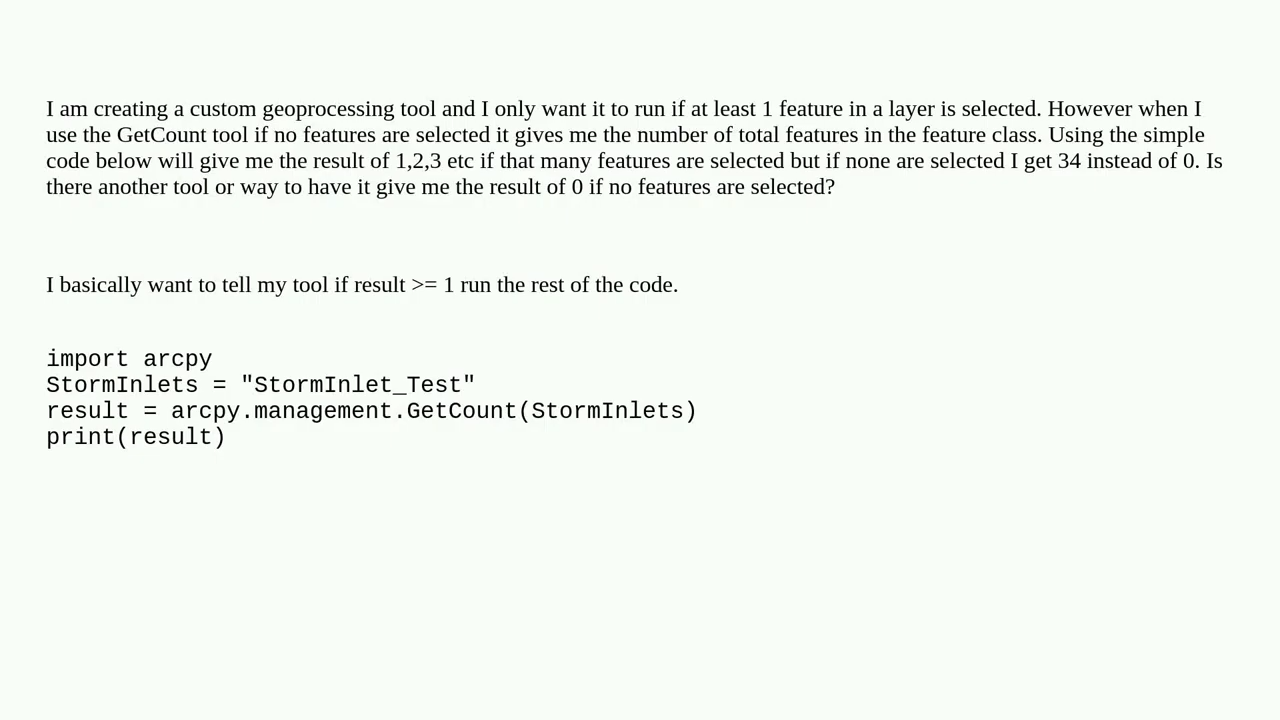 I am creating a custom geoprocessing tool and I only want it to run if at least 1 feature in a layer is selected. However when I
use the GetCount tool if no features are selected it gives me the number of total features in the feature class. Using the simple
code below will give me the result of 1,2,3 etc if that many features are selected but if none are selected I get 34 instead of 0. Is
there another tool or way to have it give me the result of 0 if no features are selected?
I basically want to tell my tool if result >= 1 run the rest of the code.
import arcpy
StormInlets = "StormInlet_Test"
result = arcpy.management.GetCount(StormInlets)
print(result)